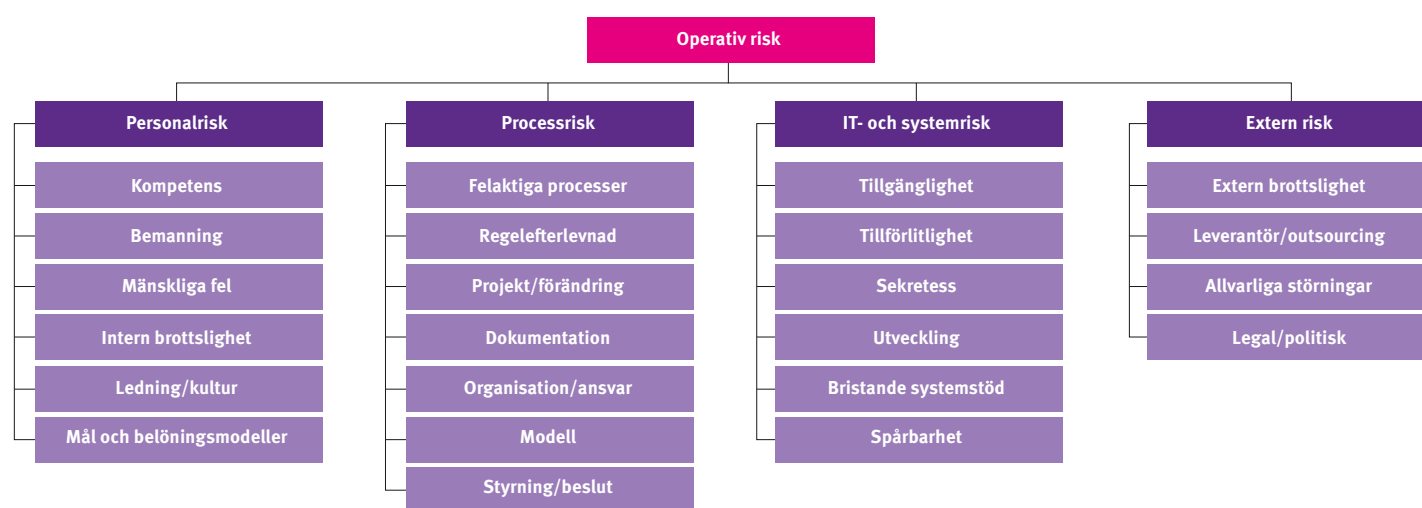 Operativ risk
Personalrisk
Kompetens
Bemanning
Mänskliga fel
Intern brottslighet
Ledning/kultur
Mål och belöningsmodeller
Processrisk
Felaktiga processer
Regelefterlevnad
Projekt/förändring
Dokumentation
Organisation/ansvar
Modell
Styrning/beslut
IT- och systemrisk
Tillgänglighet
Tillförlitlighet
Sekretess
Utveckling
Bristande systemstöd
Spårbarhet
Extern risk
Extern brottslighet
Leverantör/outsourcing
Allvarliga störningar
Legal/politisk